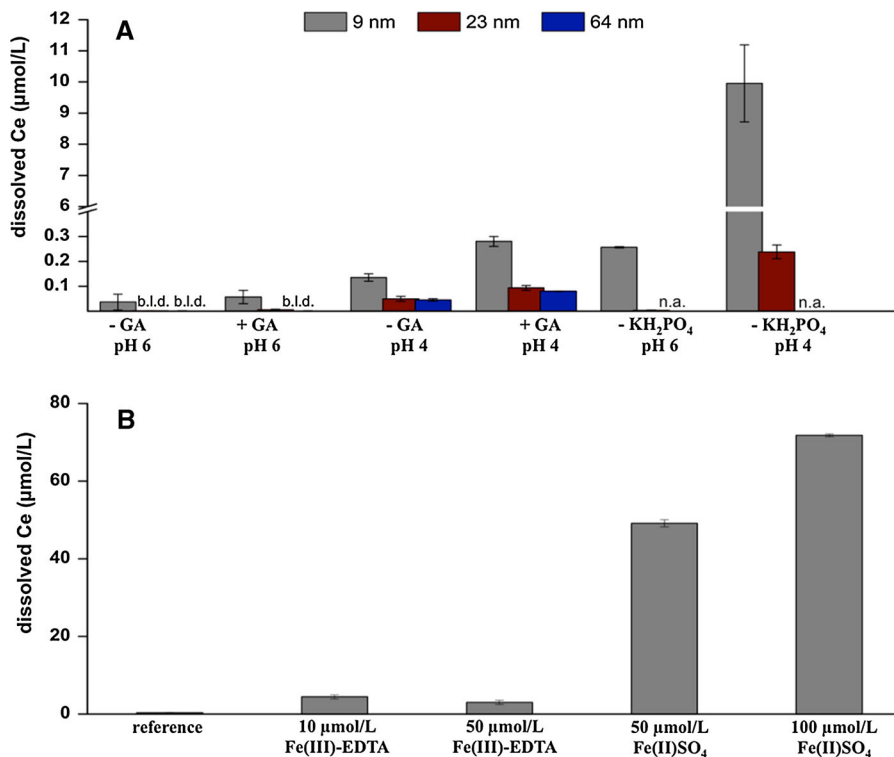 A
9 nm 23 nm 64 nm
dissolved Ce (µmol/L)
12
11
10
9
8
7
6
0.3
0.2
0.1
b.l.d. b.l.d.
b.l.d.
n.a.
n.a.
- GA + GA - GA + GA - KH₂PO₄ - KH₂PO₄
pH 6 pH 6 pH 4 pH 4 pH 6 pH 4
B
dissolved Ce (µmol/L)
80
60
40
20
0
reference 10 µmol/L 50 µmol/L 50 µmol/L 100 µmol/L
Fe(III)-EDTA Fe(III)-EDTA Fe(II)SO₄ Fe(II)SO₄